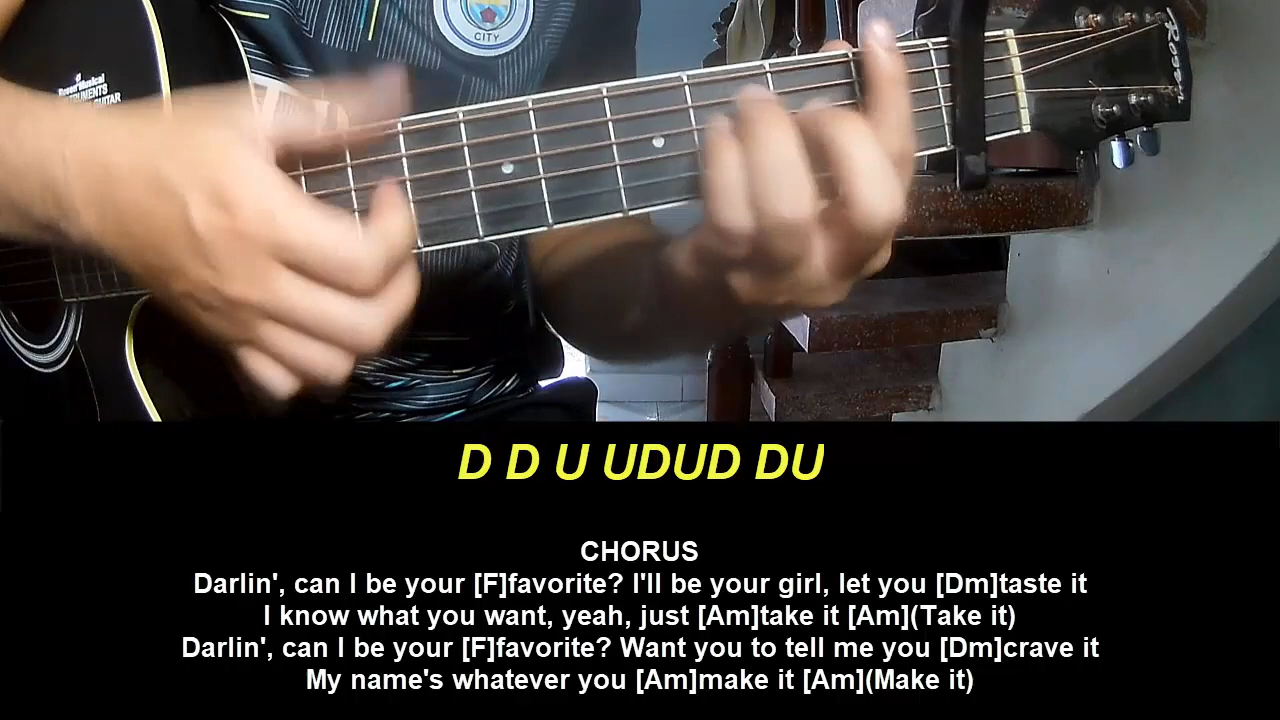 CITY
Rosen
D D U UDUD DU
CHORUS
Darlin', can I be your [F]favorite? I'll be your girl, let you [Dm]taste it
I know what you want, yeah, just [Am]take it [Am](Take it)
Darlin', can I be your [F]favorite? Want you to tell me you [Dm]crave it
My name's whatever you [Am]make it [Am](Make it)